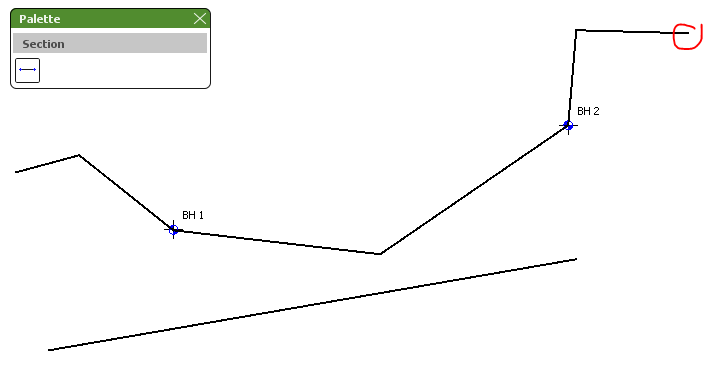 Palette
Section
BH 2
BH 1